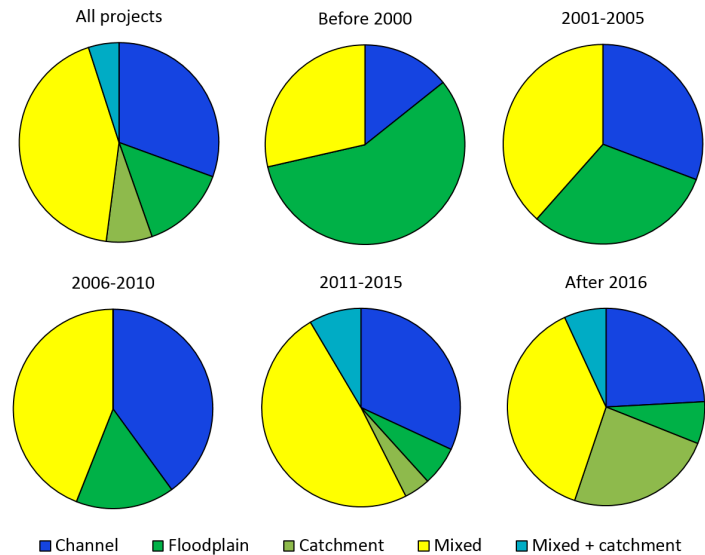 All projects
Before 2000
2001-2005
2006-2010
2011-2015
After 2016
Channel
Floodplain
Catchment
Mixed
Mixed + catchment